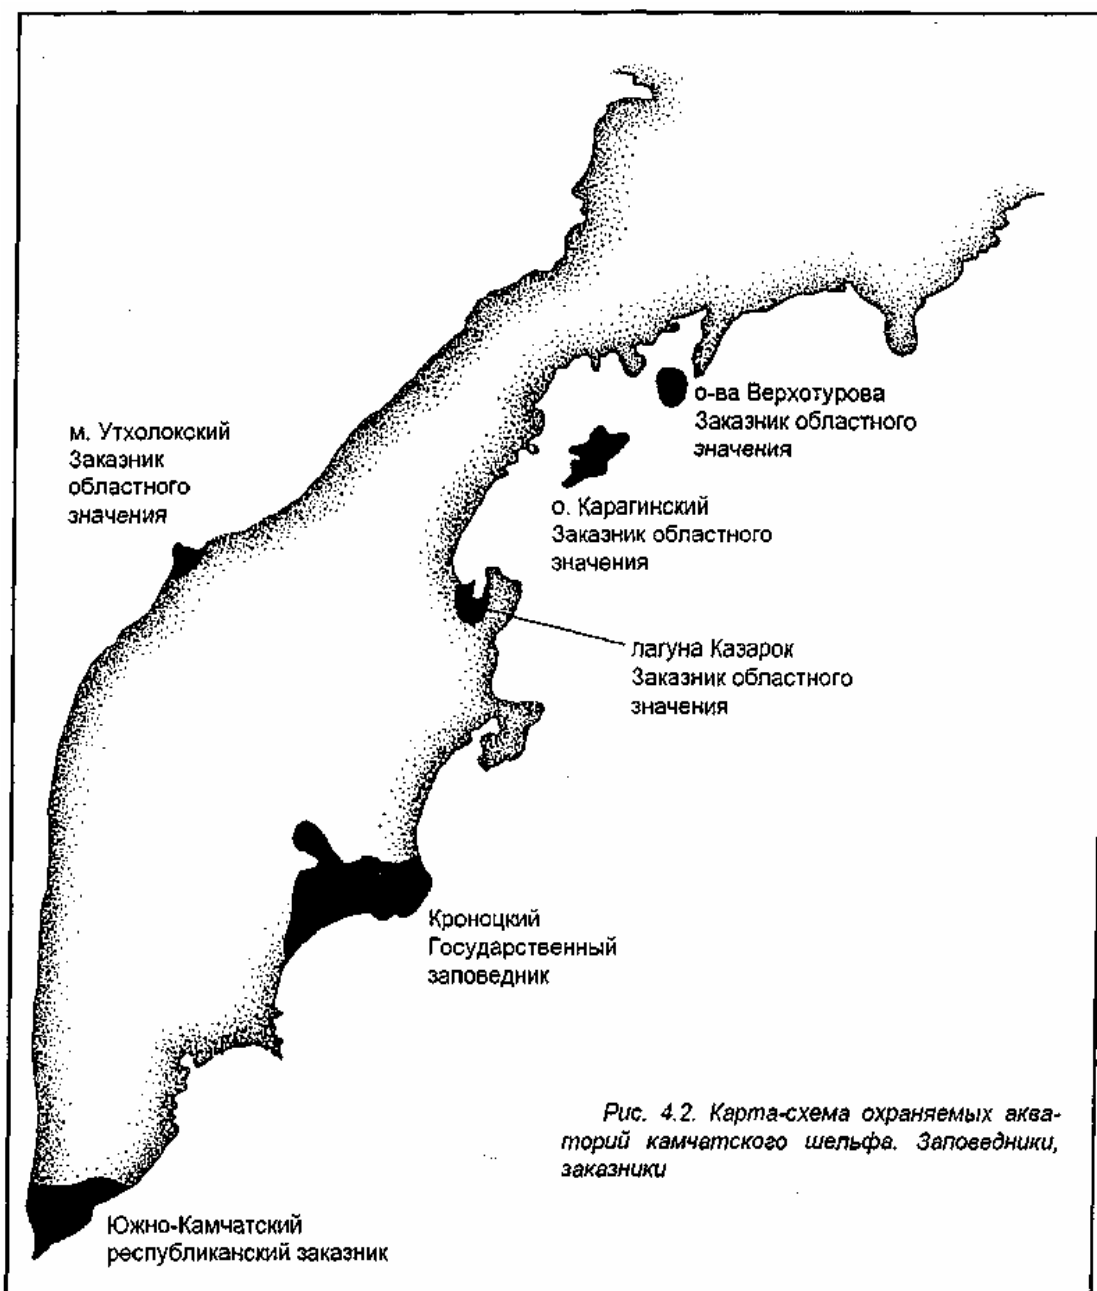 о-ва Верхотурова
Заказник областного
значения
м. Утхолокский
Заказник
областного
значения
о. Карагинский
Заказник областного
значения
лагуна Казарок
Заказник областного
значения
Кроноцкий
Государственный
заповедник
Рис. 4.2. Карта-схема охраняемых аква-
торий камчатского шельфа. Заповедники,
заказники
Южно-Камчатский
республиканский заказник